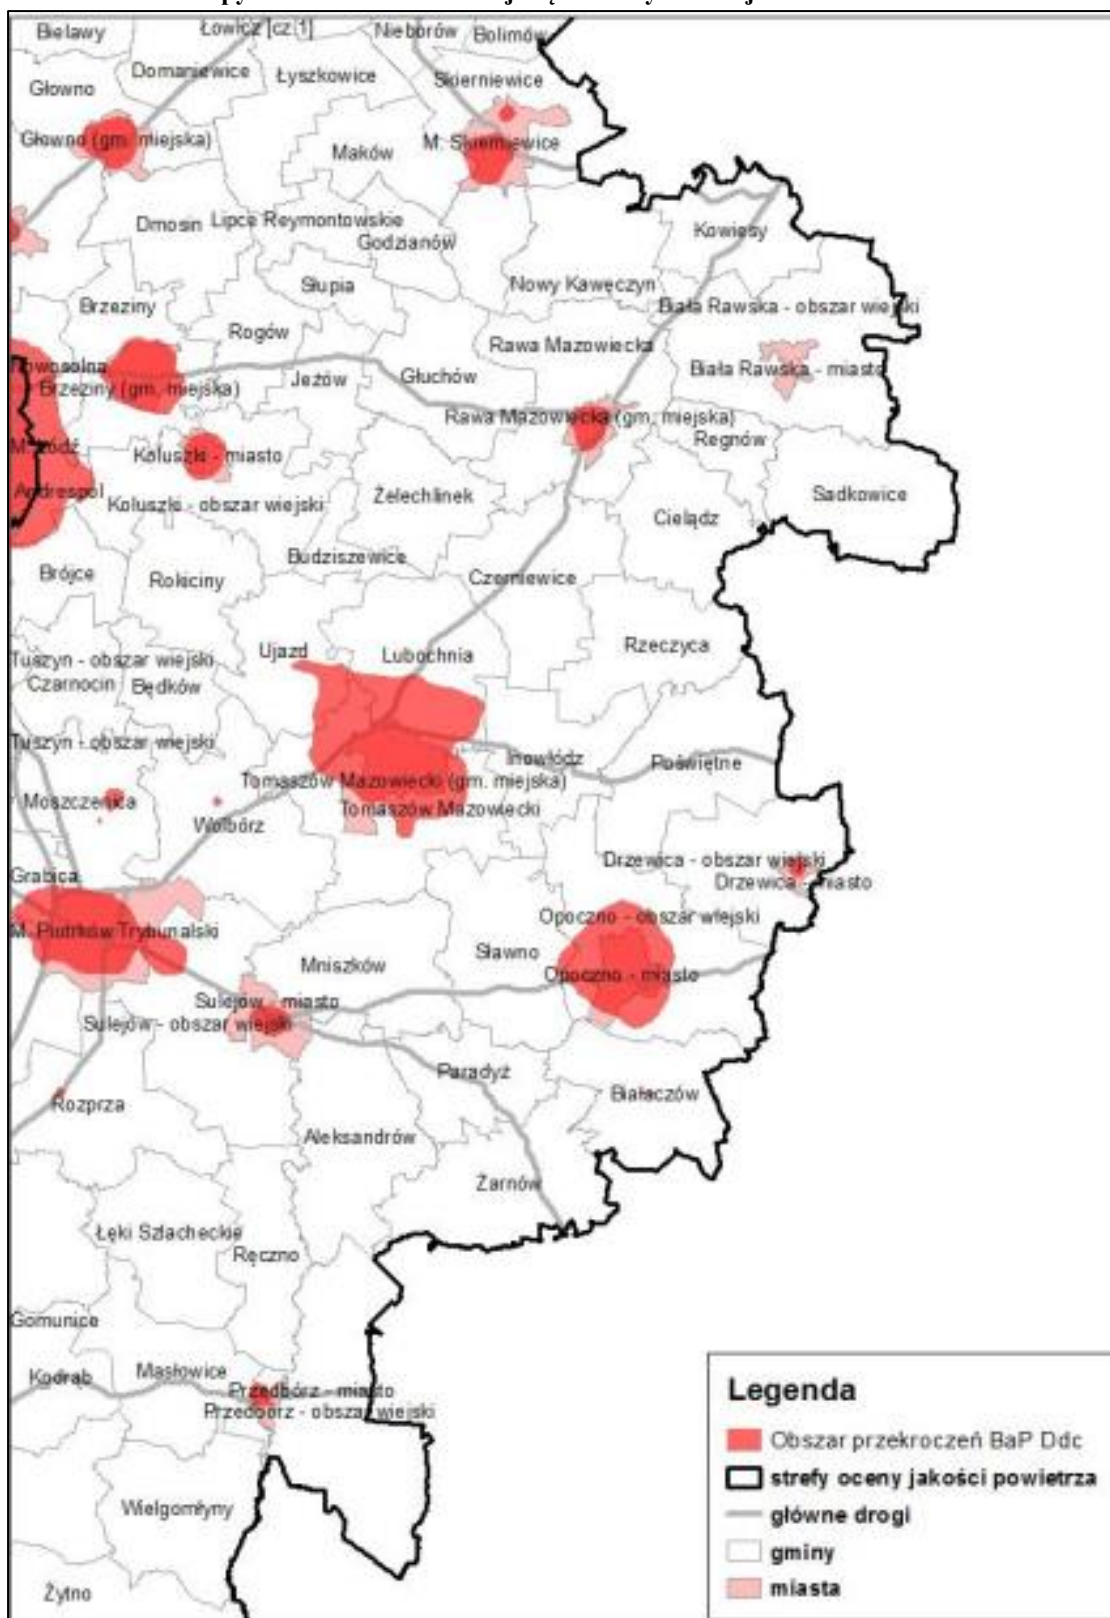 Bielawy
Łowicz [cz.1]
Nieborów
Bolimów
Domaniewice
Łyszkowice
Skierniewice
Głowno
Głowno (gm. miejska)
M. Skierniewice
Maków
Dmosin
Lipce Reymontowskie
Godzianów
Kowiesy
Słupia
Nowy Kawęczyn
Brzeziny
Biała Rawska - obszar wiejski
Rogów
Rawa Mazowiecka
Nowosolna
Biała Rawska - miasto
Jeżów
Głuchów
Brzeziny (gm. miejska)
Rawa Mazowiecka (gm. miejska)
M. Łódź
Koluszki - miasto
Regnów
Andrespol
Koluszki - obszar wiejski
Żelechlinek
Sadkowice
Cielądz
Budziszewice
Brójce
Rokiciny
Czerniewice
Ujazd
Lubochnia
Rzeczyca
Tuszyn - obszar wiejski
Czarnocin
Będków
Tuszyn - obszar wiejski
Inowłódz
Poświętne
Tomaszów Mazowiecki (gm. miejska)
Moszczenica
Tomaszów Mazowiecki
Wolbórz
Drzewica - obszar wiejski
Grabica
Drzewica - miasto
Opoczno - obszar wiejski
M. Piotrków Trybunalski
Sławno
Mniszków
Opoczno - miasto
Sulejów - miasto
Sulejów - obszar wiejski
Paradyż
Białaczów
Rozprza
Aleksandrów
Żarnów
Łęki Szlacheckie
Ręczno
Gomunice
Masłowice
Kodrąb
Przedbórz - miasto
Przedbórz - obszar wiejski
Wielgomłyny
Żytno
Legenda
Obszar przekroczeń BaP Ddc
strefy oceny jakości powietrza
główne drogi
gminy
miasta